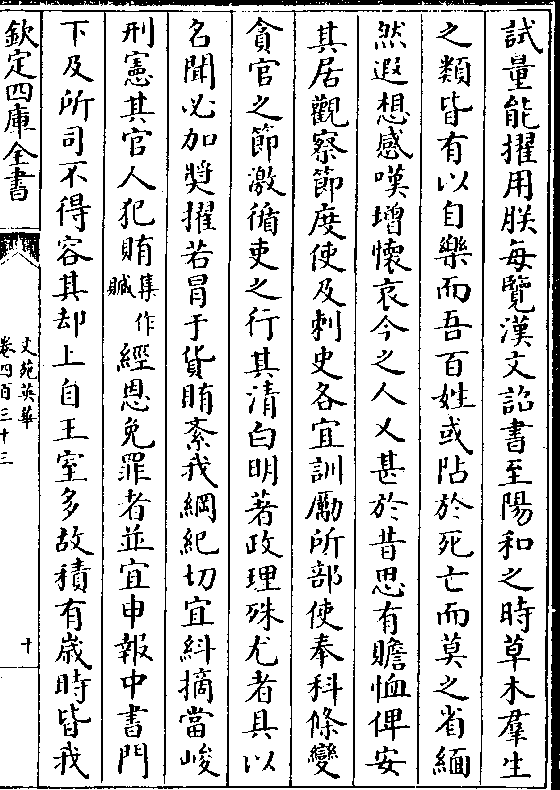 試量能擢用朕每覽漢文詔書至陽和之時草木羣生
之類皆有以自樂而吾百姓或阽於死亡而莫之省緬
然遐想感嘆増懷哀今之人又甚於昔思有贍恤俾安
其居觀察節度使及刺史各宜訓勵所部使奉科條變
貪官之節激循吏之行其清白明著政理殊尤者具以
名聞必加奬擢若冒于貨賄紊我綱紀切宜糾摘當峻
刑憲其官人犯賄集作贓經恩免罪者並宜申報中書門
下及所司不得容其却上自王室多故積有歳時皆我
欽定四庫全書
文苑英華
卷四百三十三
十